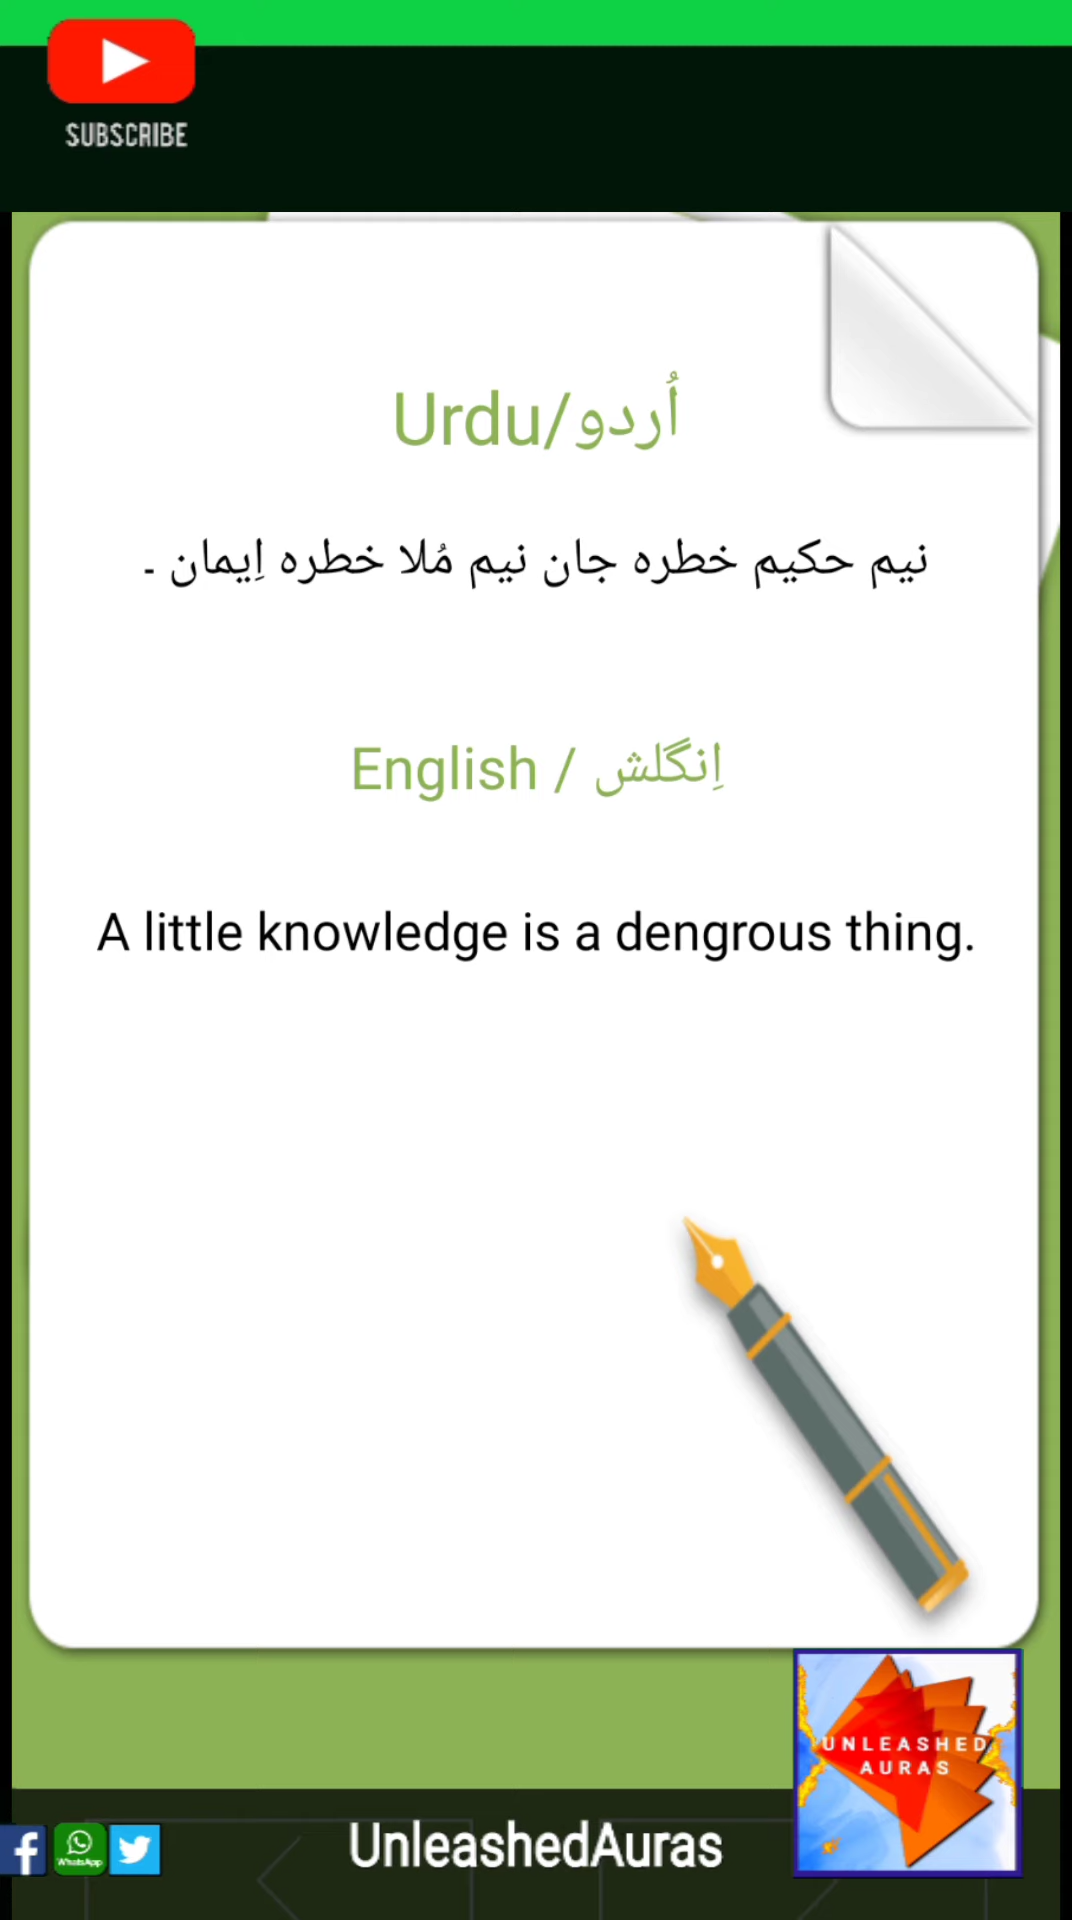 SUBSCRIBE
Urdu/اُردو
نیم حکیم خطرہ جان نیم مُلا خطرہ اِیمان ۔
English / اِنگلش
A little knowledge is a dengrous thing.
UNLEASHED
AURAS
WhatsApp
UnleashedAuras